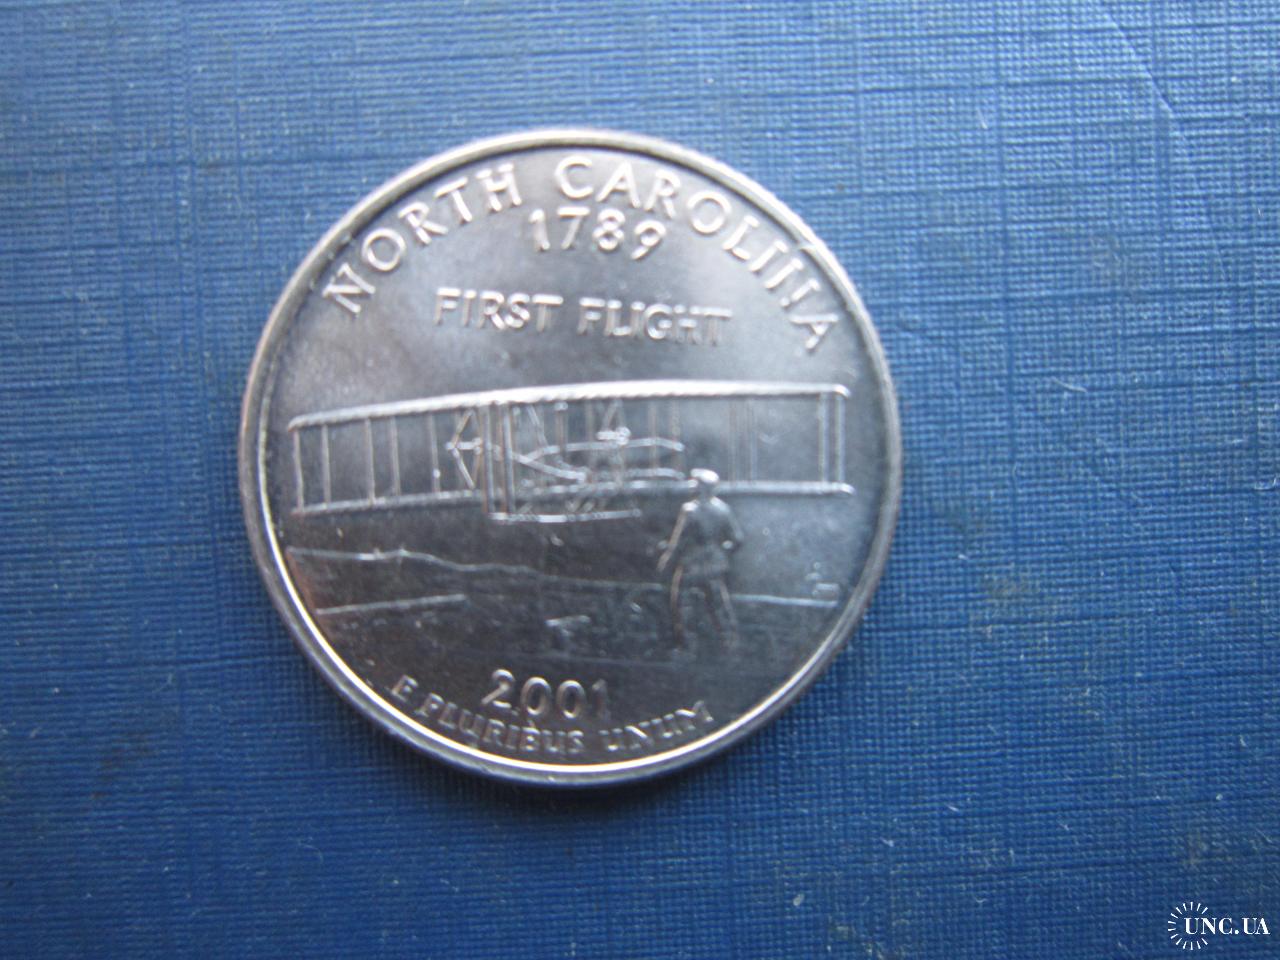 NORTH CAROLINA
1789
FIRST FLIGHT
2001
E PLURIBUS UNUM
UNC.UA